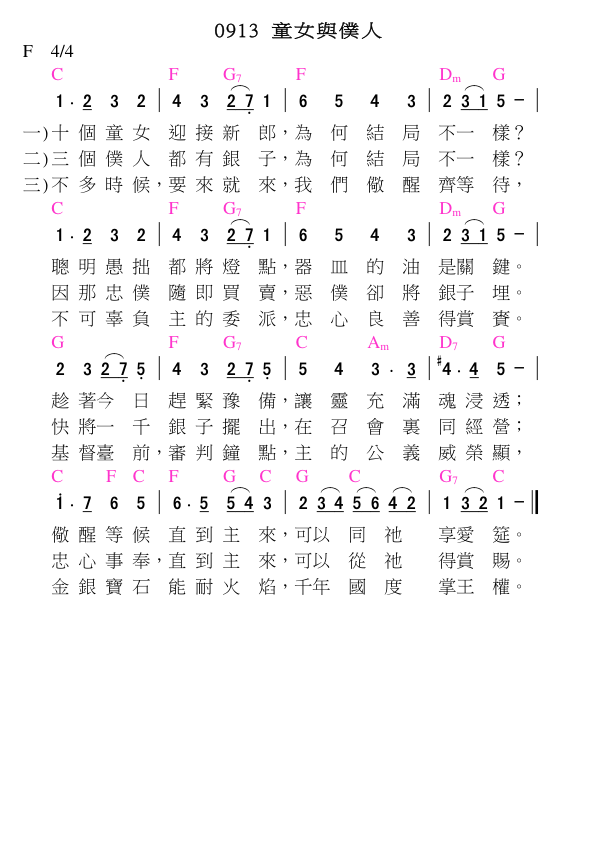 0913 童女與僕人
F 4/4
C F G7 F Dm G
1 . 2 3 2 | 4 3 2 7 1 | 6 5 4 3 | 2 3 1 5 – |
一)十個童女 迎接新郎，為何結局 不一樣？
二)三個僕人 都有銀子，為何結局 不一樣？
三)不多時候，要來就來，我們儆醒 齊等待，
C F G7 F Dm G
1 . 2 3 2 | 4 3 2 7 1 | 6 5 4 3 | 2 3 1 5 – |
聰明愚拙 都將燈點，器皿的油 是關鍵。
因那忠僕 隨即買賣，惡僕卻將 銀子埋。
不可辜負 主的委派，忠心良善 得賞賚。
G F G7 C Am D7 G
2 3 2 7 5 | 4 3 2 7 5 | 5 4 3 . 3 | #4 . 4 5 – |
趁著今日 趕緊豫備，讓靈充滿 魂浸透；
快將一千 銀子擺出，在召會裏 同經營；
基督臺前，審判鐘點，主的公義 威榮顯，
C F C F G C G C G7 C
1 . 7 6 5 | 6 . 5 5 4 3 | 2 3 4 5 6 4 2 | 1 3 2 1 – ‖
儆醒等候 直到主來，可以同祂 享愛筵。
忠心事奉，直到主來，可以從祂 得賞賜。
金銀寶石 能耐火焰，千年國度 掌王權。